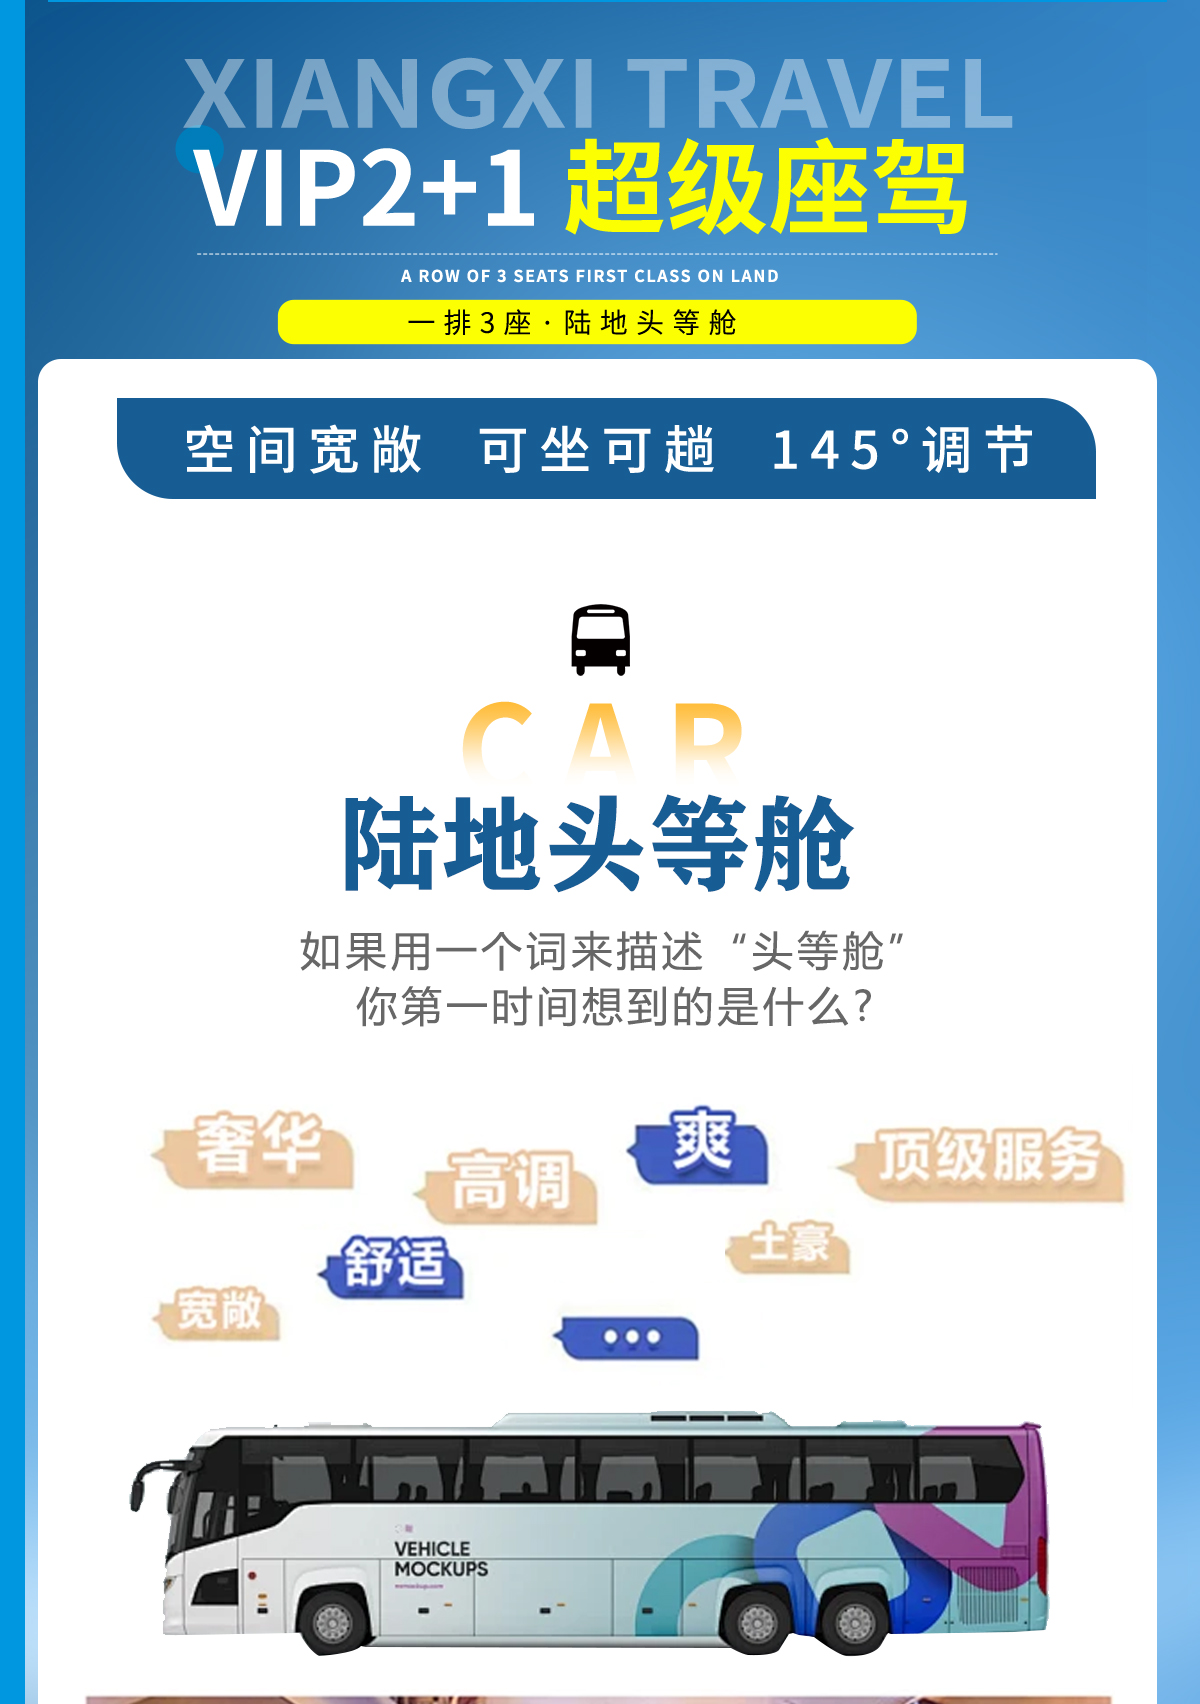 XIANGXI TRAVEL
VIP2+1 超级座驾
A ROW OF 3 SEATS FIRST CLASS ON LAND
一排3座·陆地头等舱
空间宽敞 可坐可趟 145°调节
CAR
陆地头等舱
如果用一个词来描述“头等舱”
你第一时间想到的是什么?
奢华
高调
爽
顶级服务
舒适
土豪
宽敞
•••
VEHICLE
MOCKUPS